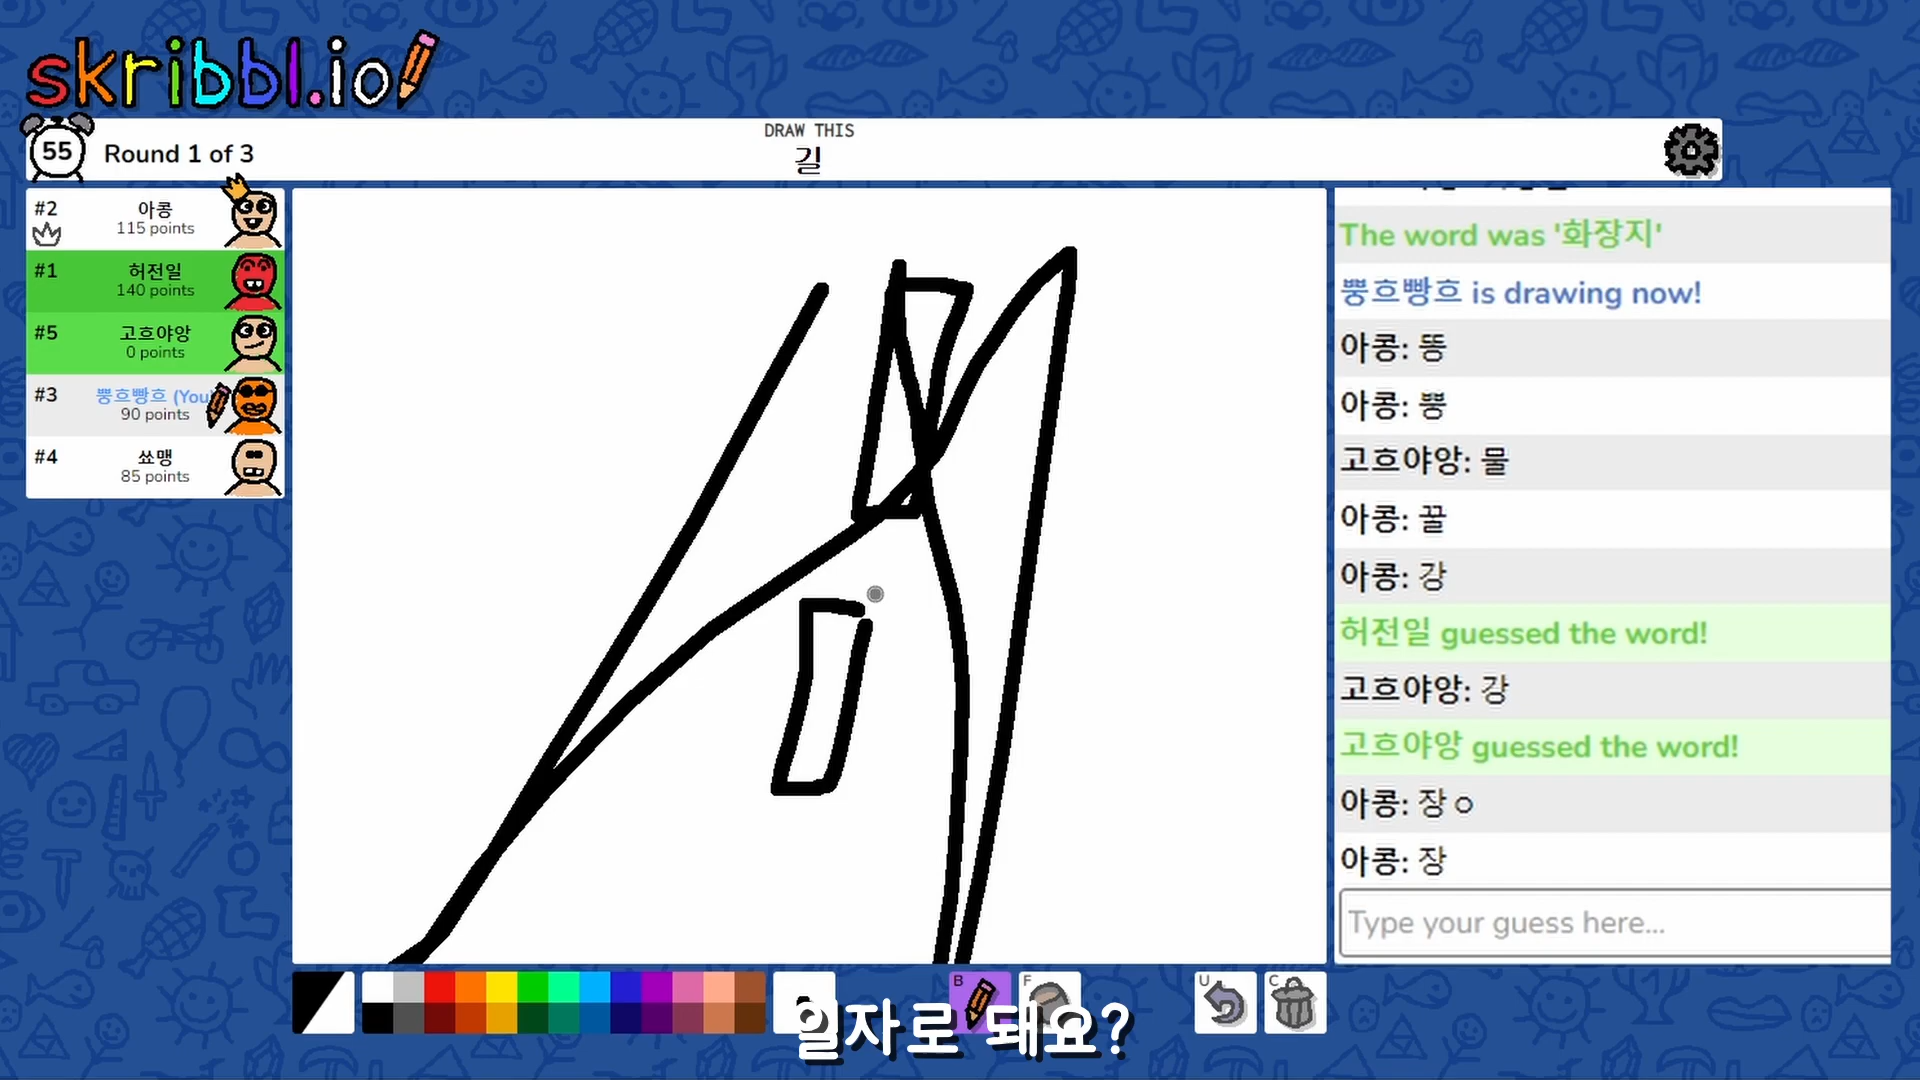 skribbl.io
55
Round 1 of 3
DRAW THIS
길
#2
아콩
115 points
#1
허전일
140 points
#5
고흐야앙
0 points
#3
뿡흐빵흐 (You
90 points
#4
쑈맹
85 points
The word was '화장지'
뿡흐빵흐 is drawing now!
아콩: 똥
아콩: 뿡
고흐야앙: 물
아콩: 꿀
아콩: 강
허전일 guessed the word!
고흐야앙: 강
고흐야앙 guessed the word!
아콩: 장ㅇ
아콩: 장
Type your guess here...
B
F
U
C
일자로 돼요?